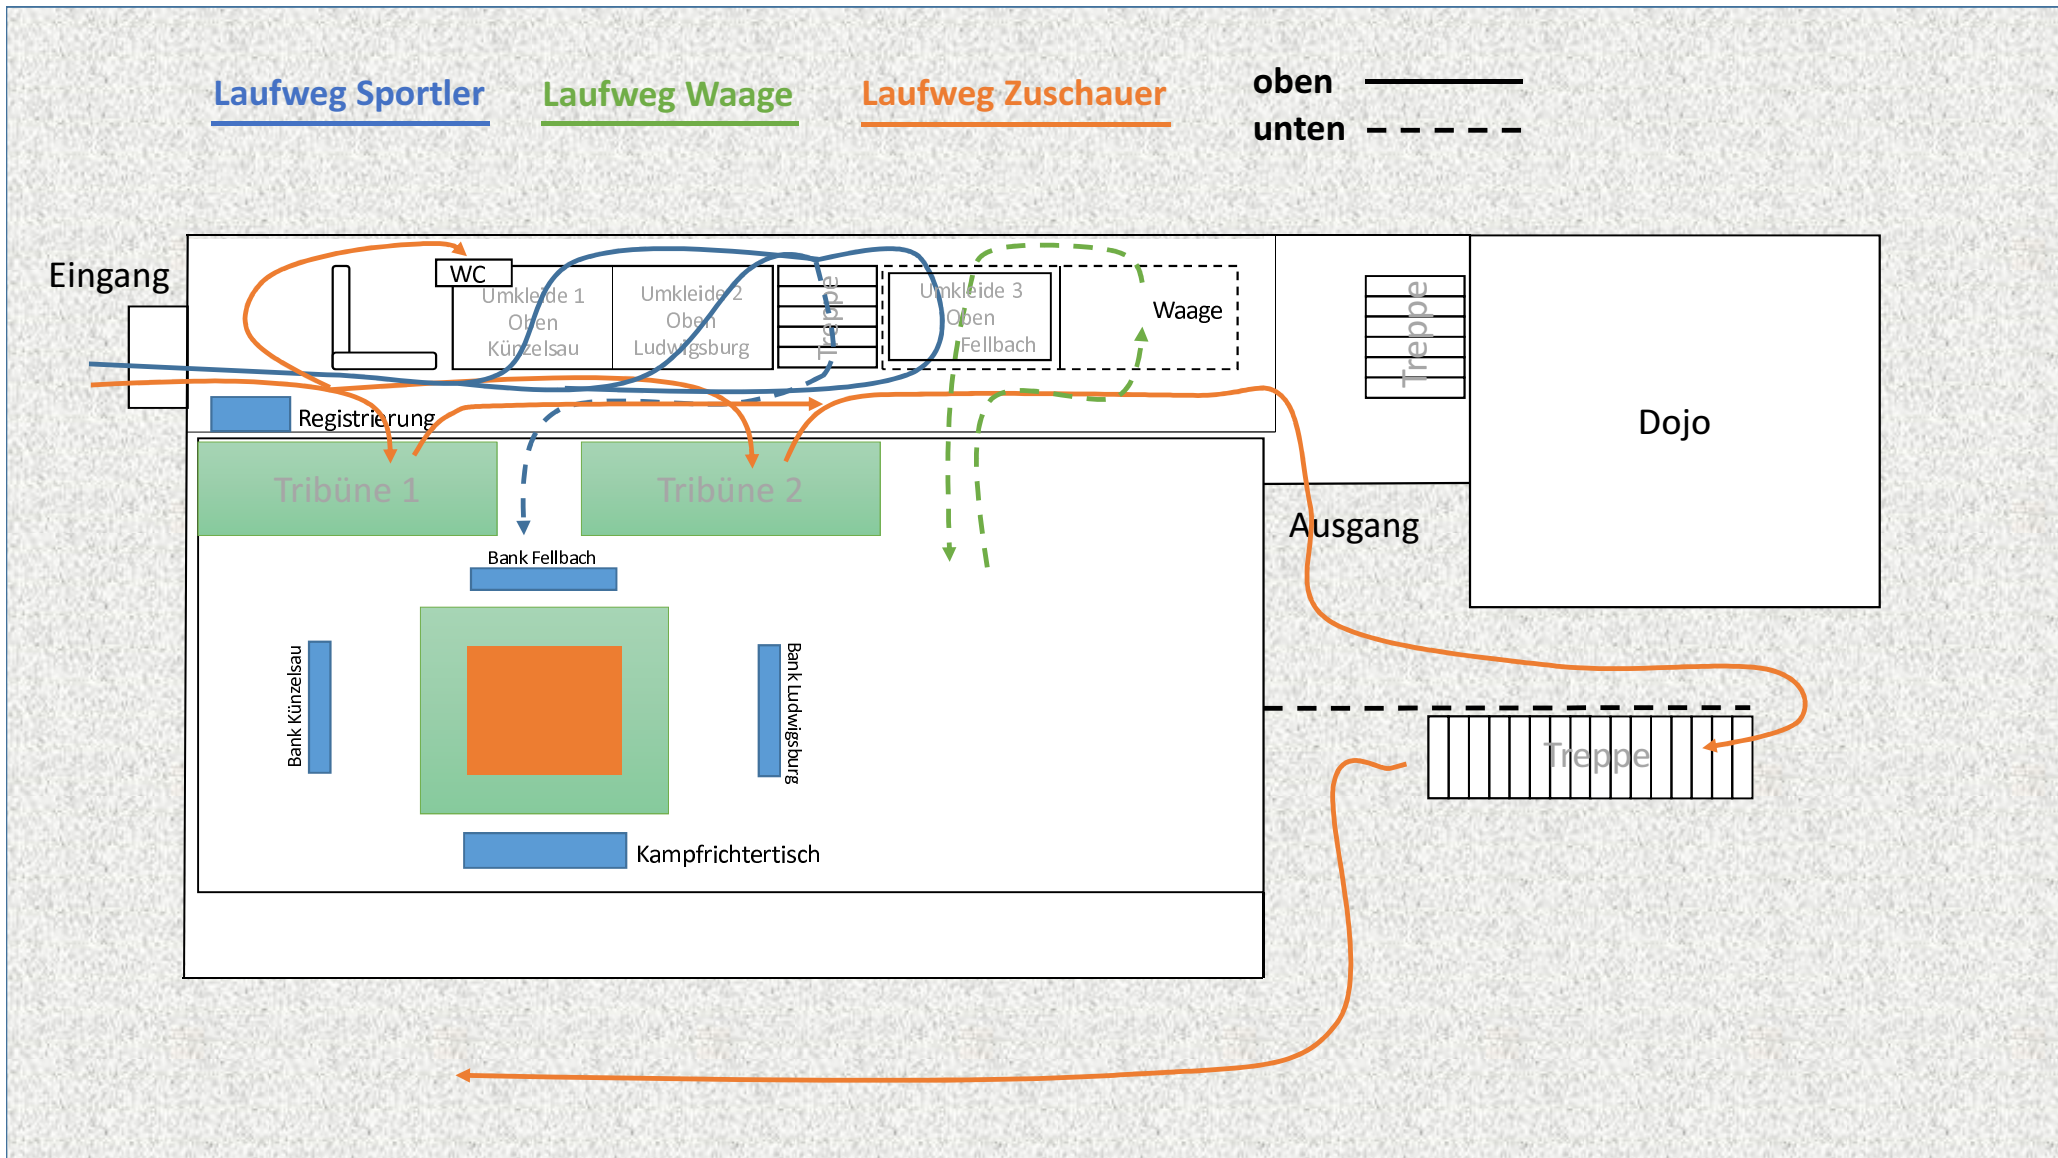 Laufweg Sportler
Laufweg Waage
Laufweg Zuschauer
oben
unten
Eingang
WC
Umkleide 1
Oben
Künzelsau
Umkleide 2
Oben
Ludwigsburg
Treppe
Umkleide 3
Oben
Fellbach
Waage
Treppe
Dojo
Registrierung
Tribüne 1
Tribüne 2
Ausgang
Bank Fellbach
Bank Künzelsau
Bank Ludwigsburg
Treppe
Kampfrichtertisch